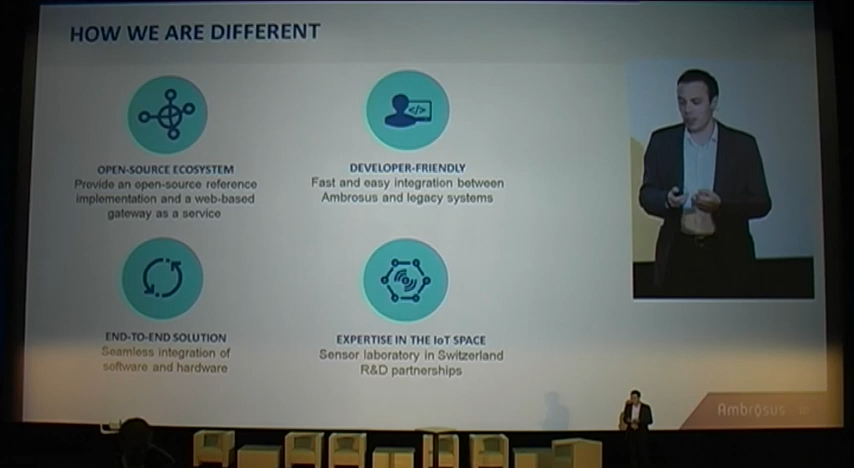 HOW WE ARE DIFFERENT
OPEN-SOURCE ECOSYSTEM
Provide an open-source reference
implementation and a web-based
gateway as a service
DEVELOPER-FRIENDLY
Fast and easy integration between
Ambrosus and legacy systems
END-TO-END SOLUTION
Seamless integration of
software and hardware
EXPERTISE IN THE IoT SPACE
Sensor laboratory in Switzerland
R&D partnerships
Ambrosus